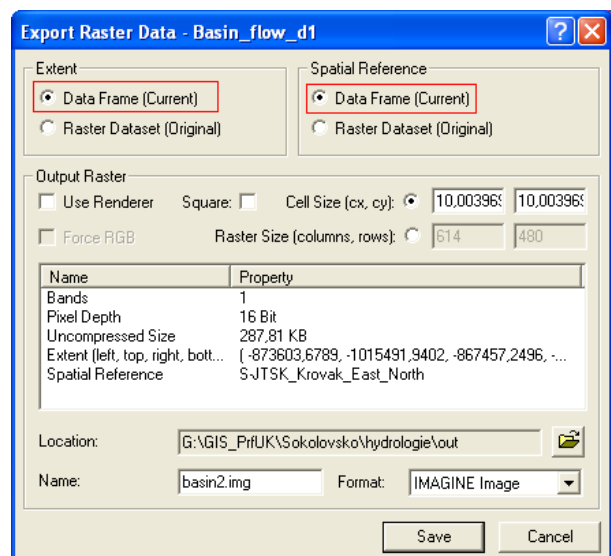 Export Raster Data - Basin_flow_d1
Extent
Data Frame (Current)
Raster Dataset (Original)
Spatial Reference
Data Frame (Current)
Raster Dataset (Original)
Output Raster
Use Renderer Square: Cell Size (cx, cy): 10,00396 10,00396
Force RGB Raster Size (columns, rows): 614 480
Name Property
Bands 1
Pixel Depth 16 Bit
Uncompressed Size 287,81 KB
Extent (left, top, right, bott... ( -873603,6789, -1015491,9402, -867457,2496, -...
Spatial Reference S-JTSK_Krovak_East_North
Location: G:\GIS_PrfUK\Sokolovsko\hydrologie\out
Name: basin2.img Format: IMAGINE Image
Save Cancel